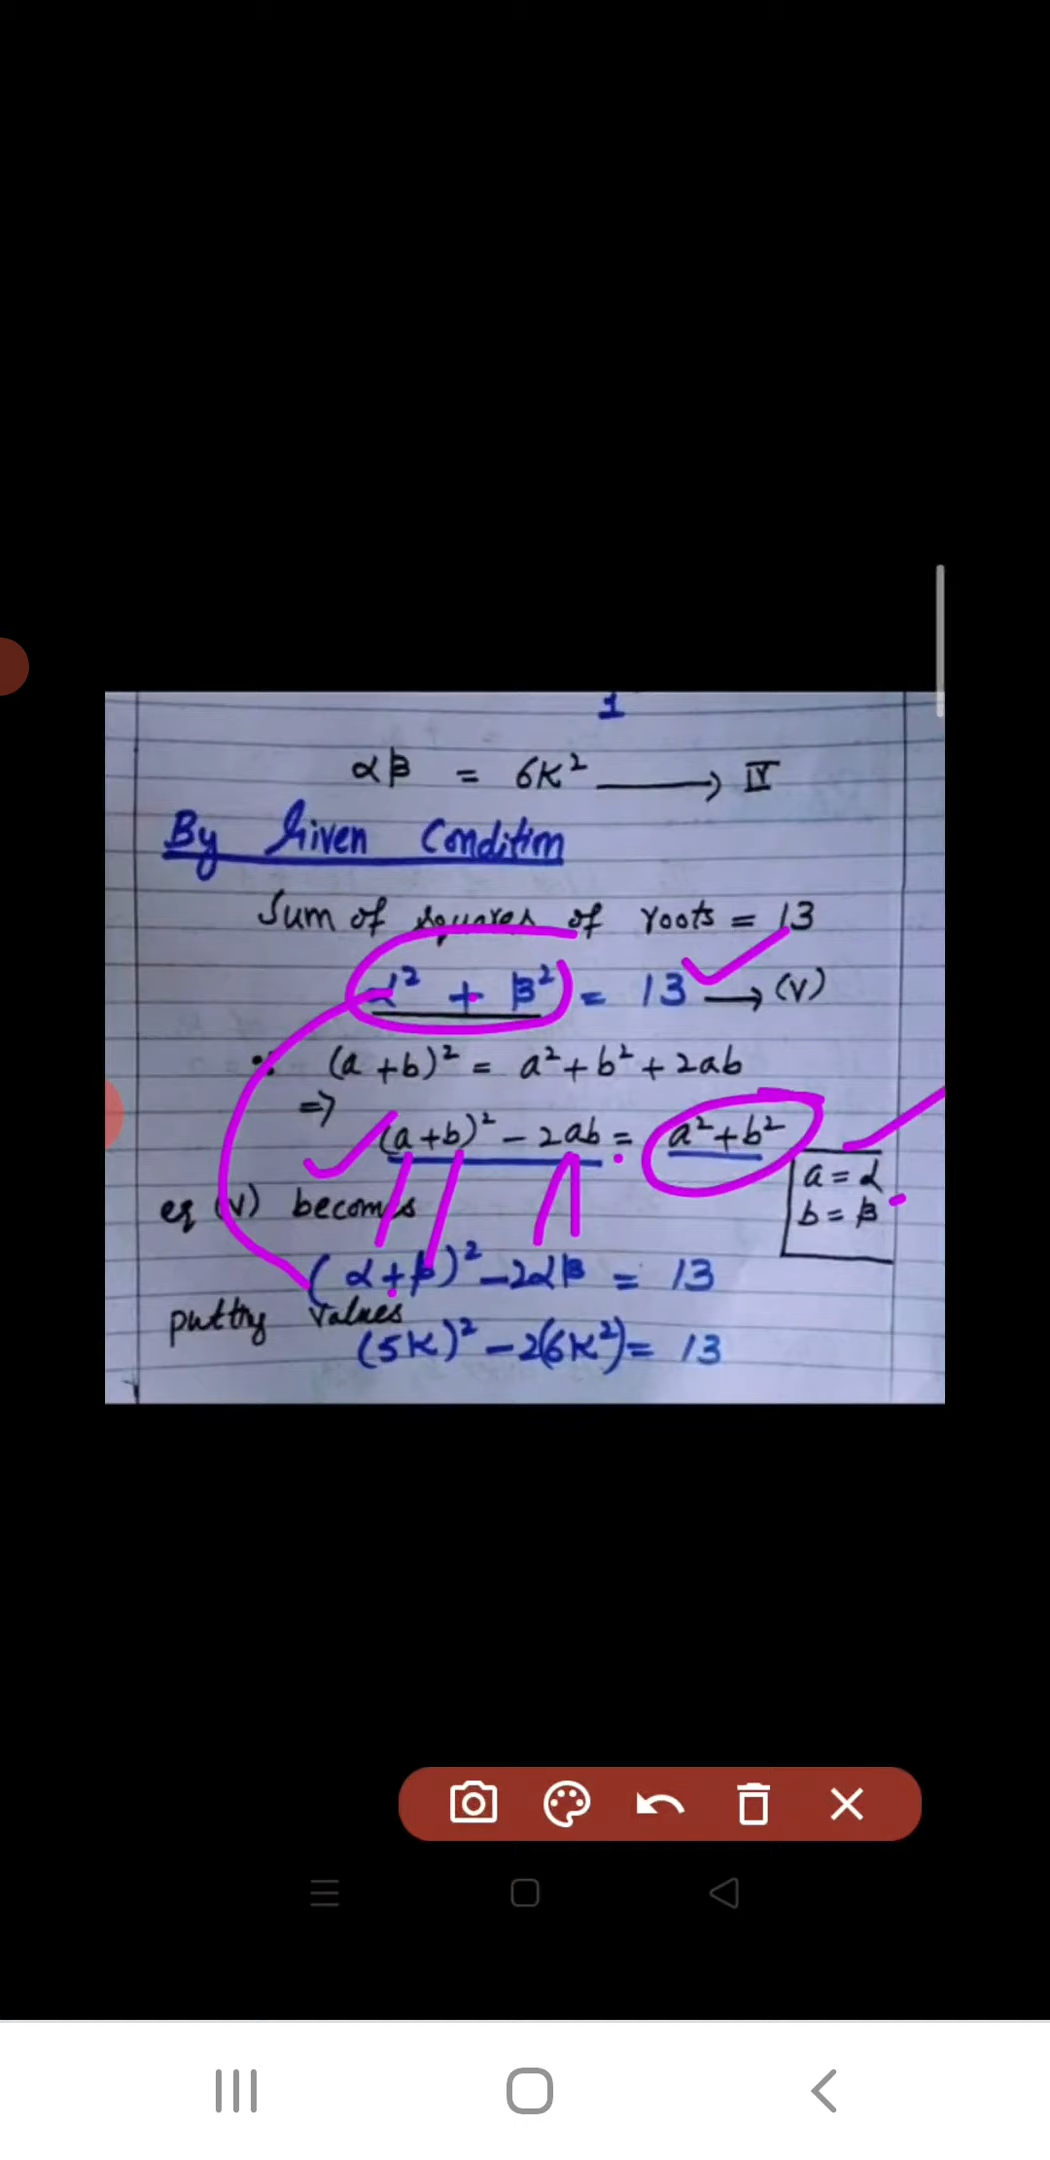 1
αβ = 6K² ⟶ IV
By Given Condition
Sum of squares of roots = 13
α² + β² = 13 ⟶ (V)
∵ (a + b)² = a² + b² + 2ab
⇒
(a+b)² - 2ab = a² + b²
a = α
b = β
eq (V) becomes
(α + β)² - 2αβ = 13
putting values
(5K)² - 2(6K²) = 13